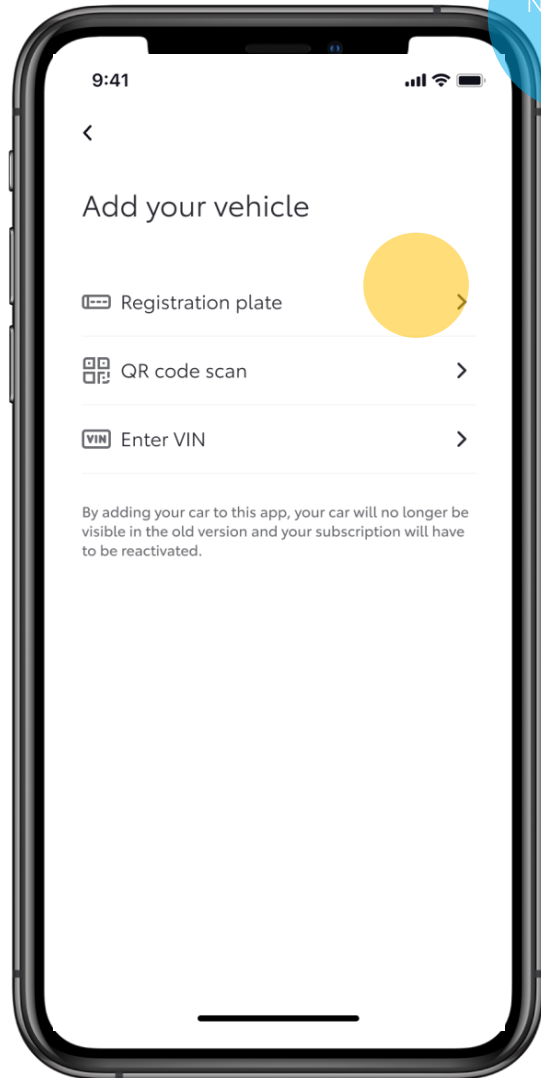 N
9:41
Add your vehicle
Registration plate
QR code scan
VIN Enter VIN
By adding your car to this app, your car will no longer be
visible in the old version and your subscription will have
to be reactivated.